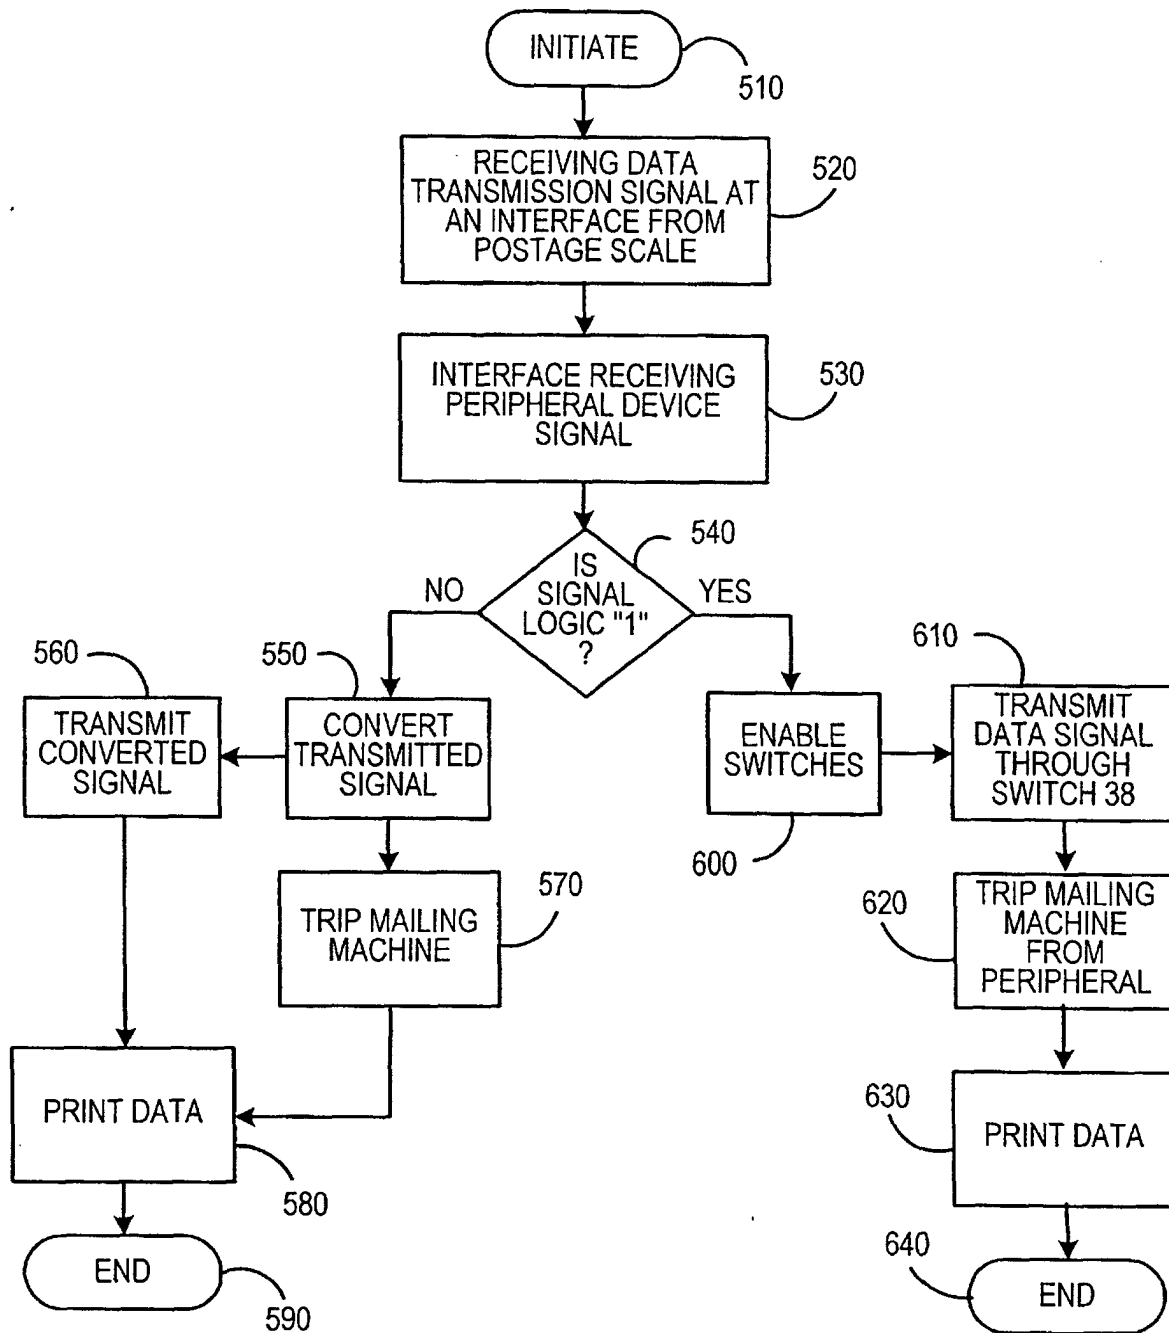 INITIATE
510
RECEIVING DATA
TRANSMISSION SIGNAL AT
AN INTERFACE FROM
POSTAGE SCALE
520
INTERFACE RECEIVING
PERIPHERAL DEVICE
SIGNAL
530
IS
SIGNAL
LOGIC "1"
?
540
NO
YES
560
TRANSMIT
CONVERTED
SIGNAL
550
CONVERT
TRANSMITTED
SIGNAL
ENABLE
SWITCHES
600
610
TRANSMIT
DATA SIGNAL
THROUGH
SWITCH 38
TRIP MAILING
MACHINE
570
620
TRIP MAILING
MACHINE
FROM
PERIPHERAL
PRINT DATA
580
630
PRINT DATA
END
590
640
END